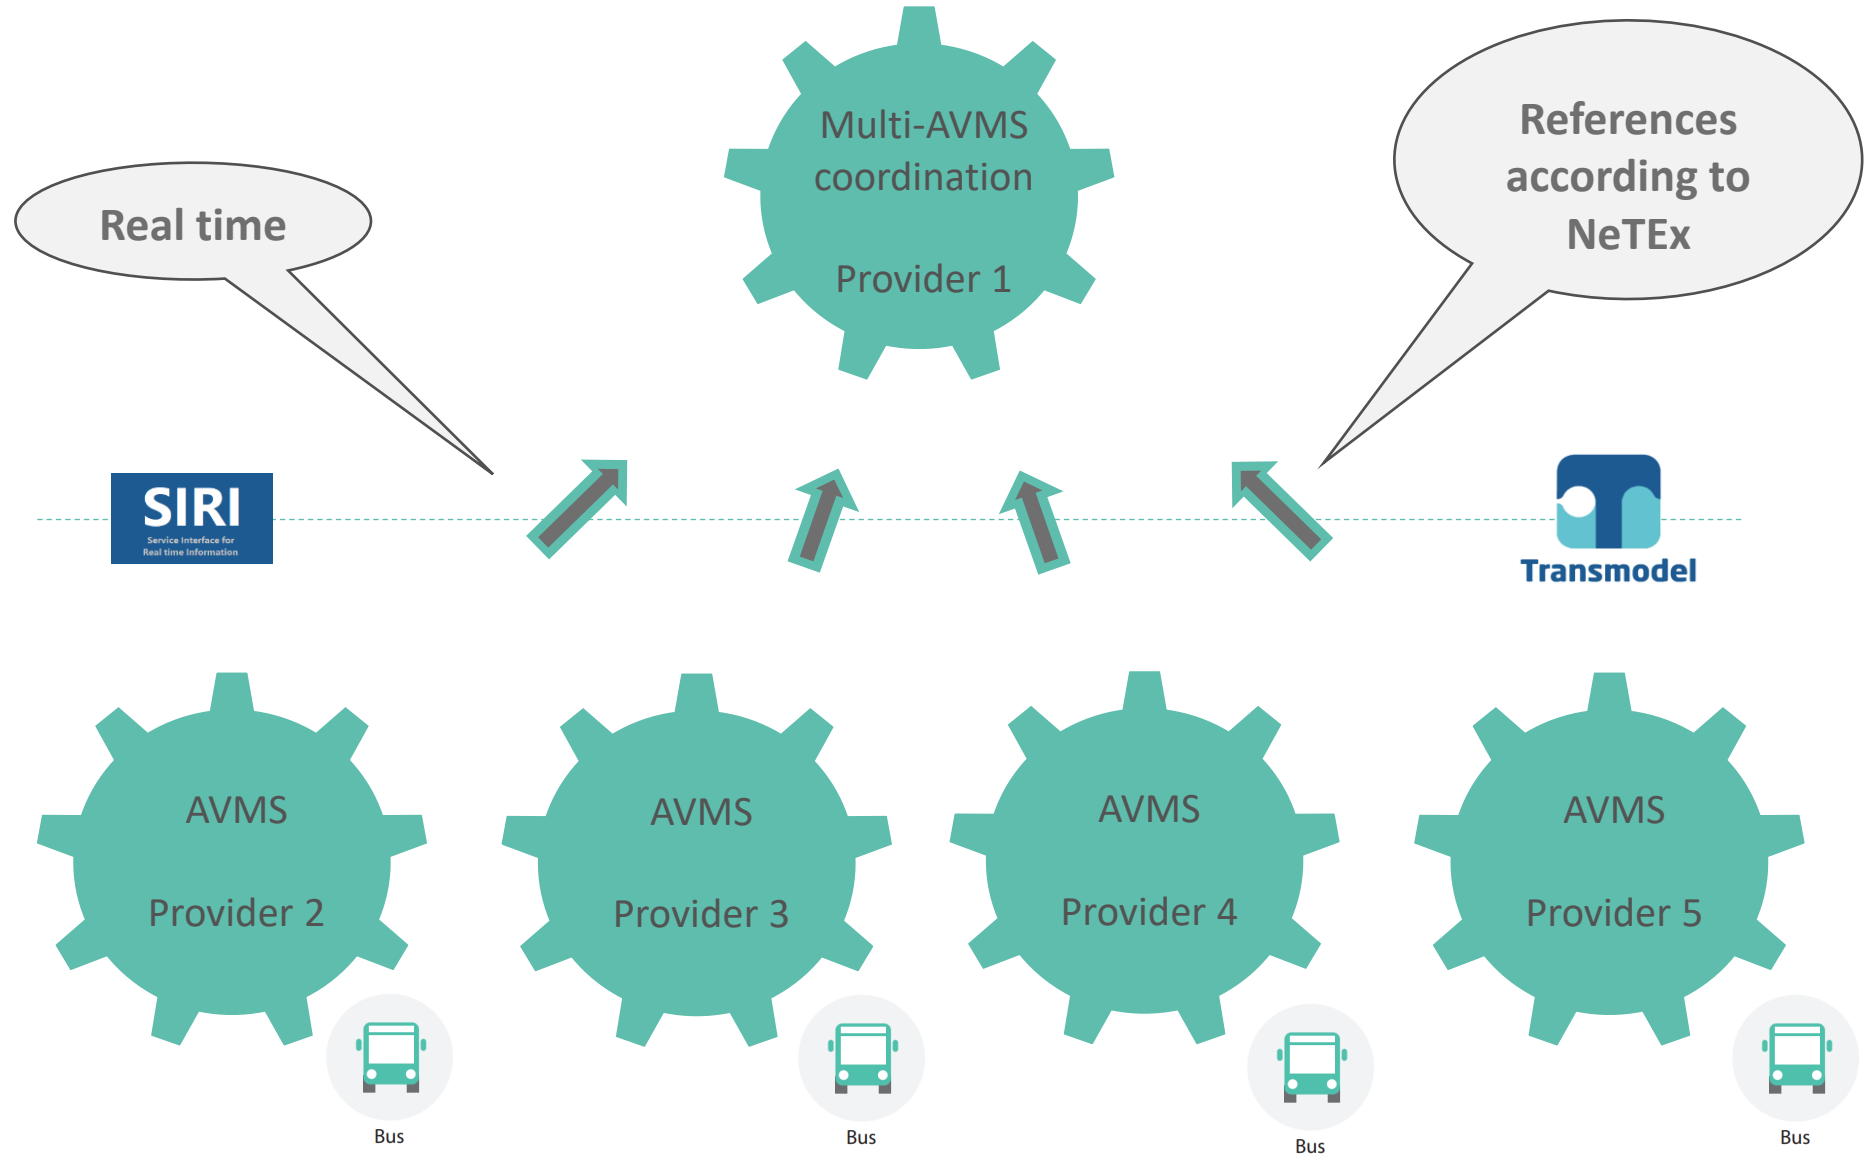 Multi-AVMS
coordination
Provider 1
Real time
References
according to
NeTEx
SIRI
Service Interface for
Real time Information
Transmodel
AVMS
Provider 2
AVMS
Provider 3
AVMS
Provider 4
AVMS
Provider 5
Bus
Bus
Bus
Bus